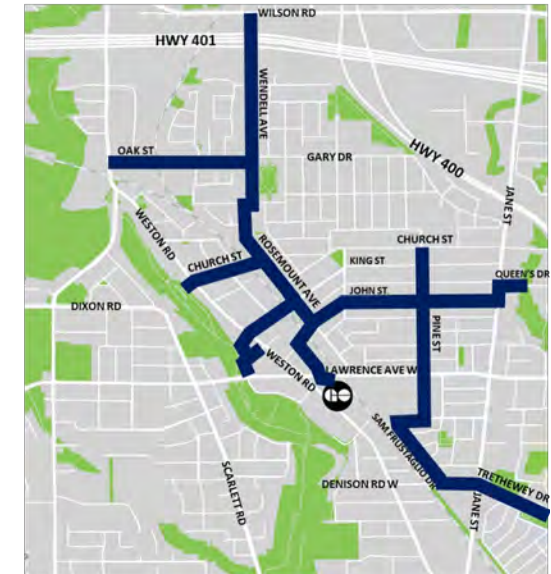 WILSON RD
HWY 401
WENDELL AVE
OAK ST
GARY DR
HWY 400
JANE ST
WESTON RD
ROSEMOUNT AVE
CHURCH ST
CHURCH ST
KING ST
QUEEN'S DR
JOHN ST
DIXON RD
PINE ST
WESTON RD
LAWRENCE AVE W
GO
SAM FRUSTAGLIO DR
TRETHEWEY DR
SCARLETT RD
DENISON RD W
JANE ST